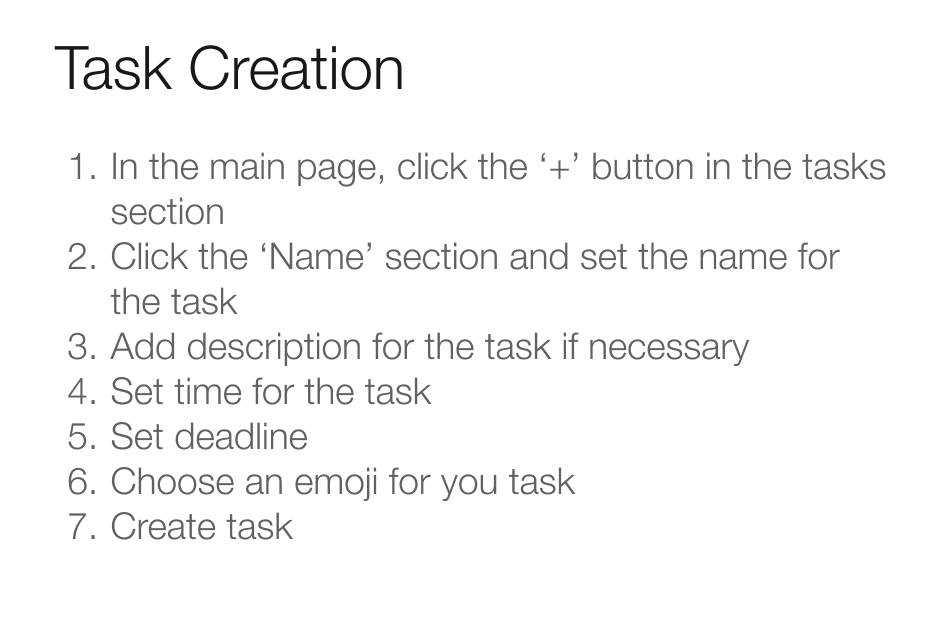 Task Creation
1. In the main page, click the ‘+’ button in the tasks
section
2. Click the ‘Name’ section and set the name for
the task
3. Add description for the task if necessary
4. Set time for the task
5. Set deadline
6. Choose an emoji for you task
7. Create task